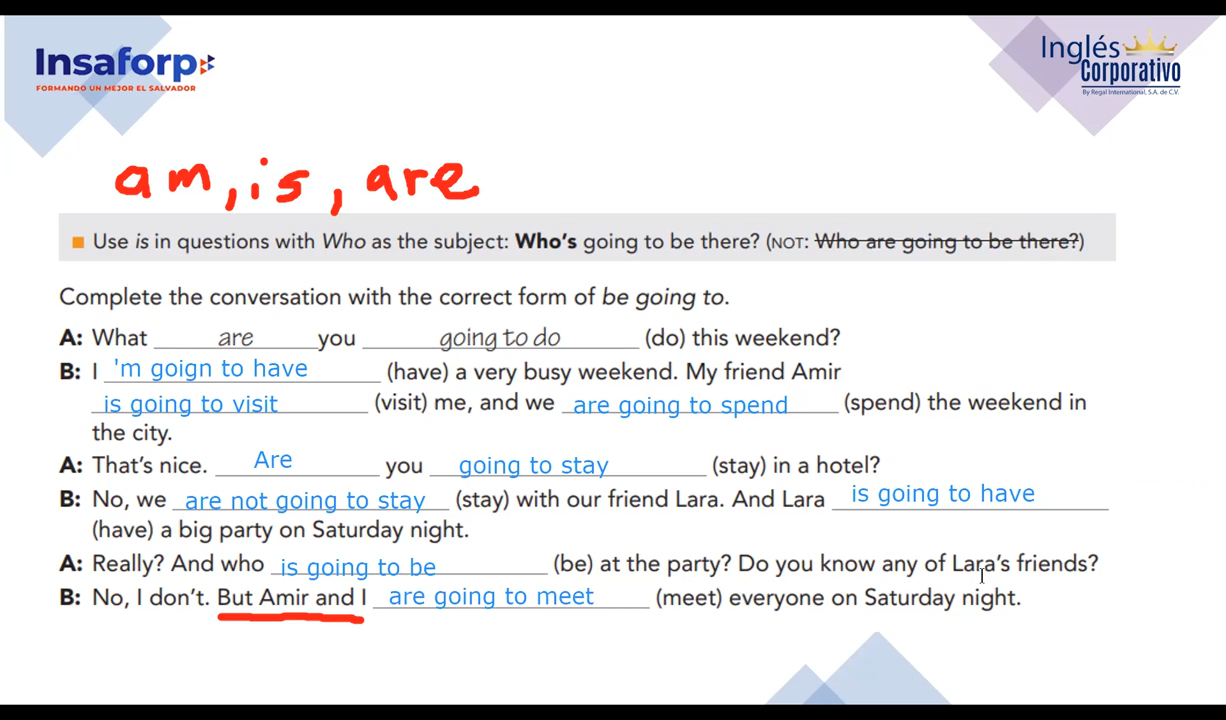 Insaforp
FORMANDO UN MEJOR EL SALVADOR
Inglés
Corporativo
By Regal International, S.A. de C.V.
am, is, are
Use is in questions with Who as the subject: Who's going to be there? (NOT: Who are going to be there?)
Complete the conversation with the correct form of be going to.
A: What are you going to do (do) this weekend?
B: I 'm goign to have (have) a very busy weekend. My friend Amir
is going to visit (visit) me, and we are going to spend (spend) the weekend in
the city.
A: That's nice. Are you going to stay (stay) in a hotel?
B: No, we are not going to stay (stay) with our friend Lara. And Lara is going to have
(have) a big party on Saturday night.
A: Really? And who is going to be (be) at the party? Do you know any of Lara's friends?
B: No, I don't. But Amir and I are going to meet (meet) everyone on Saturday night.